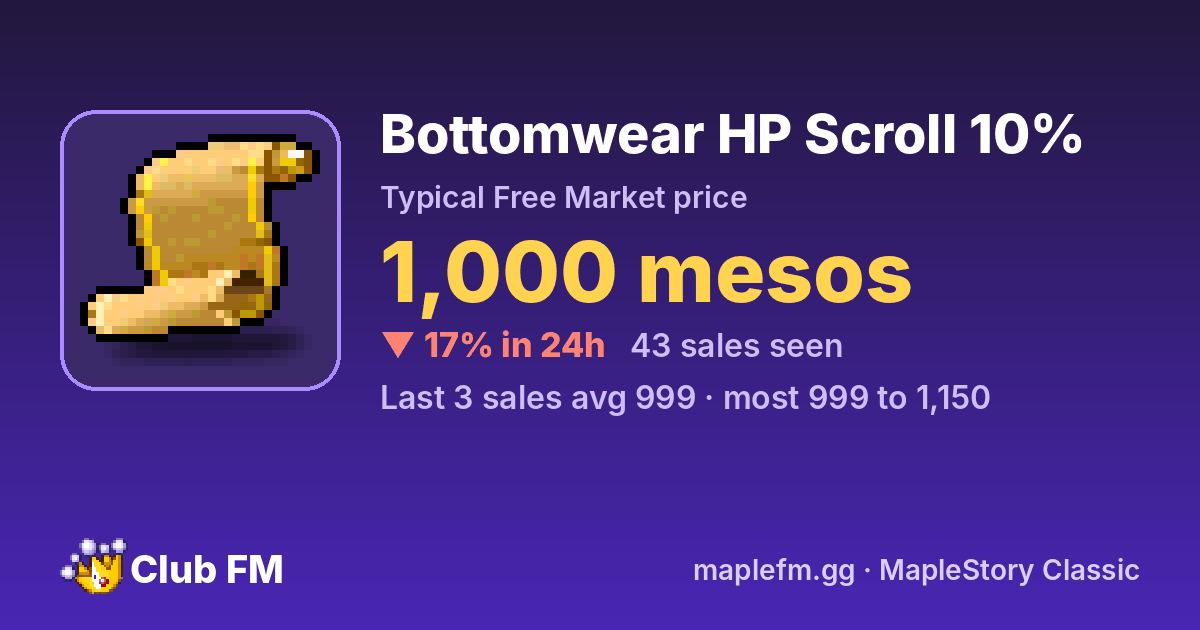 Bottomwear HP Scroll 10%
Typical Free Market price
1,000 mesos
▼ 17% in 24h 43 sales seen
Last 3 sales avg 999 · most 999 to 1,150
Club FM
maplefm.gg · MapleStory Classic